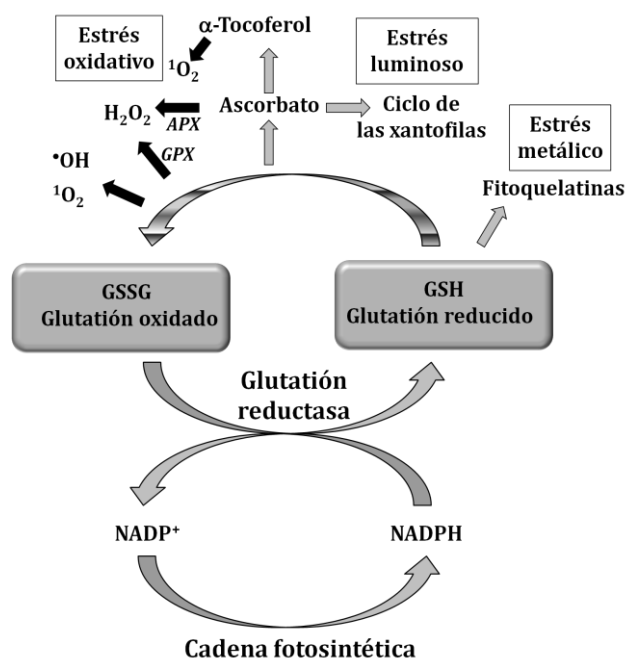 Estrés
oxidativo
α-Tocoferol
¹O₂
Estrés
luminoso
H₂O₂
APX
Ascorbato
Ciclo de
las xantofilas
GPX
Estrés
metálico
•OH
¹O₂
Fitoquelatinas
GSSG
Glutatión oxidado
GSH
Glutatión reducido
Glutatión
reductasa
NADP⁺
NADPH
Cadena fotosintética